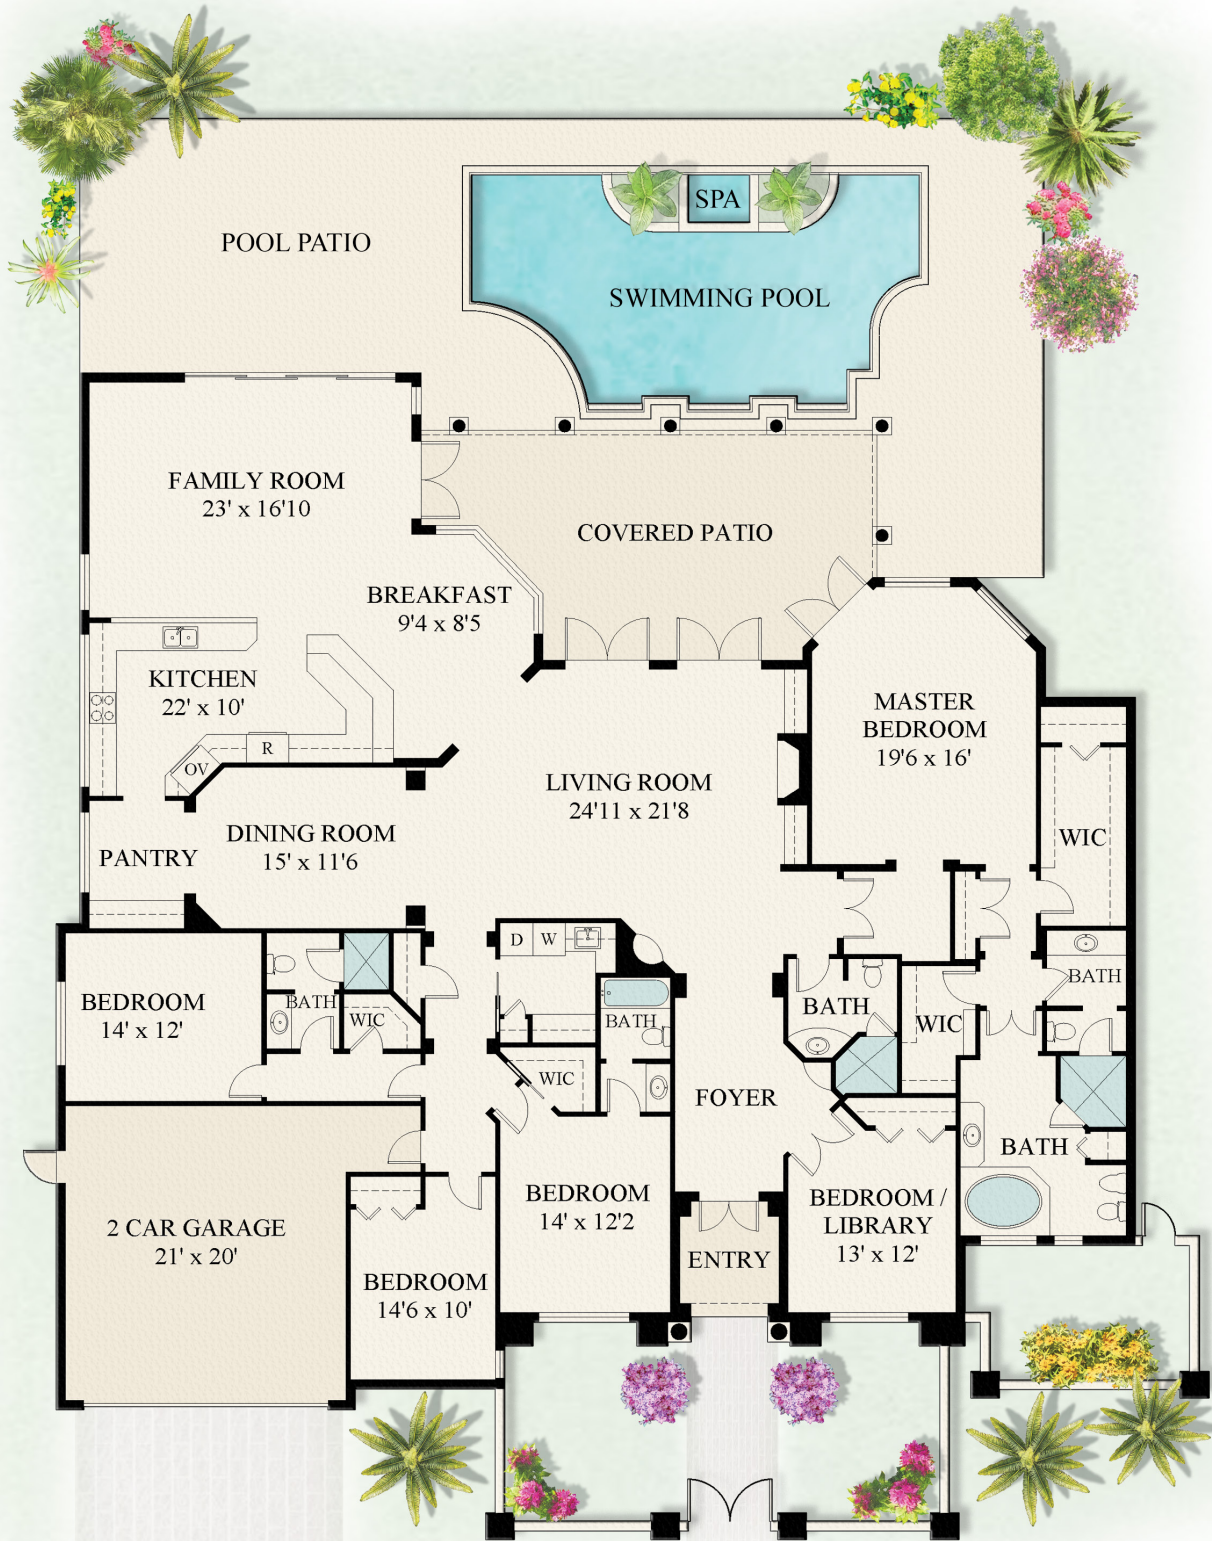 SPA
POOL PATIO
SWIMMING POOL
FAMILY ROOM
23' x 16'10
COVERED PATIO
BREAKFAST
9'4 x 8'5
KITCHEN
22' x 10'
R
OV
MASTER
BEDROOM
19'6 x 16'
LIVING ROOM
24'11 x 21'8
DINING ROOM
15' x 11'6
PANTRY
WIC
D
W
BEDROOM
14' x 12'
BATH
WIC
BATH
BATH
WIC
BATH
WIC
FOYER
BATH
BEDROOM
14' x 12'2
BEDROOM /
LIBRARY
13' x 12'
2 CAR GARAGE
21' x 20'
ENTRY
BEDROOM
14'6 x 10'